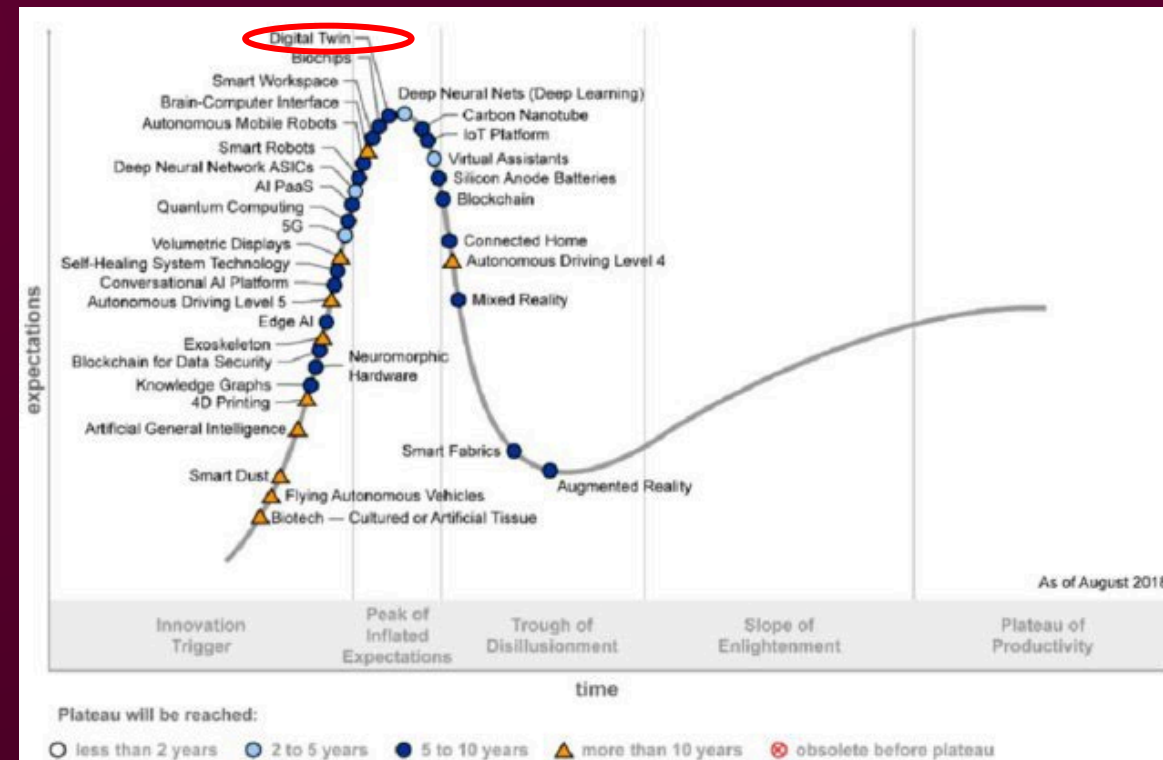 Digital Twin
Biochips
Smart Workspace
Brain-Computer Interface
Autonomous Mobile Robots
Smart Robots
Deep Neural Network ASICs
AI PaaS
Quantum Computing
5G
Volumetric Displays
Self-Healing System Technology
Conversational AI Platform
Autonomous Driving Level 5
Edge AI
Exoskeleton
Blockchain for Data Security
Neuromorphic
Hardware
Knowledge Graphs
4D Printing
Artificial General Intelligence
Smart Dust
Flying Autonomous Vehicles
Biotech — Cultured or Artificial Tissue
Deep Neural Nets (Deep Learning)
Carbon Nanotube
IoT Platform
Virtual Assistants
Silicon Anode Batteries
Blockchain
Connected Home
Autonomous Driving Level 4
Mixed Reality
Smart Fabrics
Augmented Reality
expectations
As of August 2018
Innovation
Trigger
Peak of
Inflated
Expectations
Trough of
Disillusionment
Slope of
Enlightenment
Plateau of
Productivity
time
Plateau will be reached:
less than 2 years 2 to 5 years 5 to 10 years more than 10 years obsolete before plateau